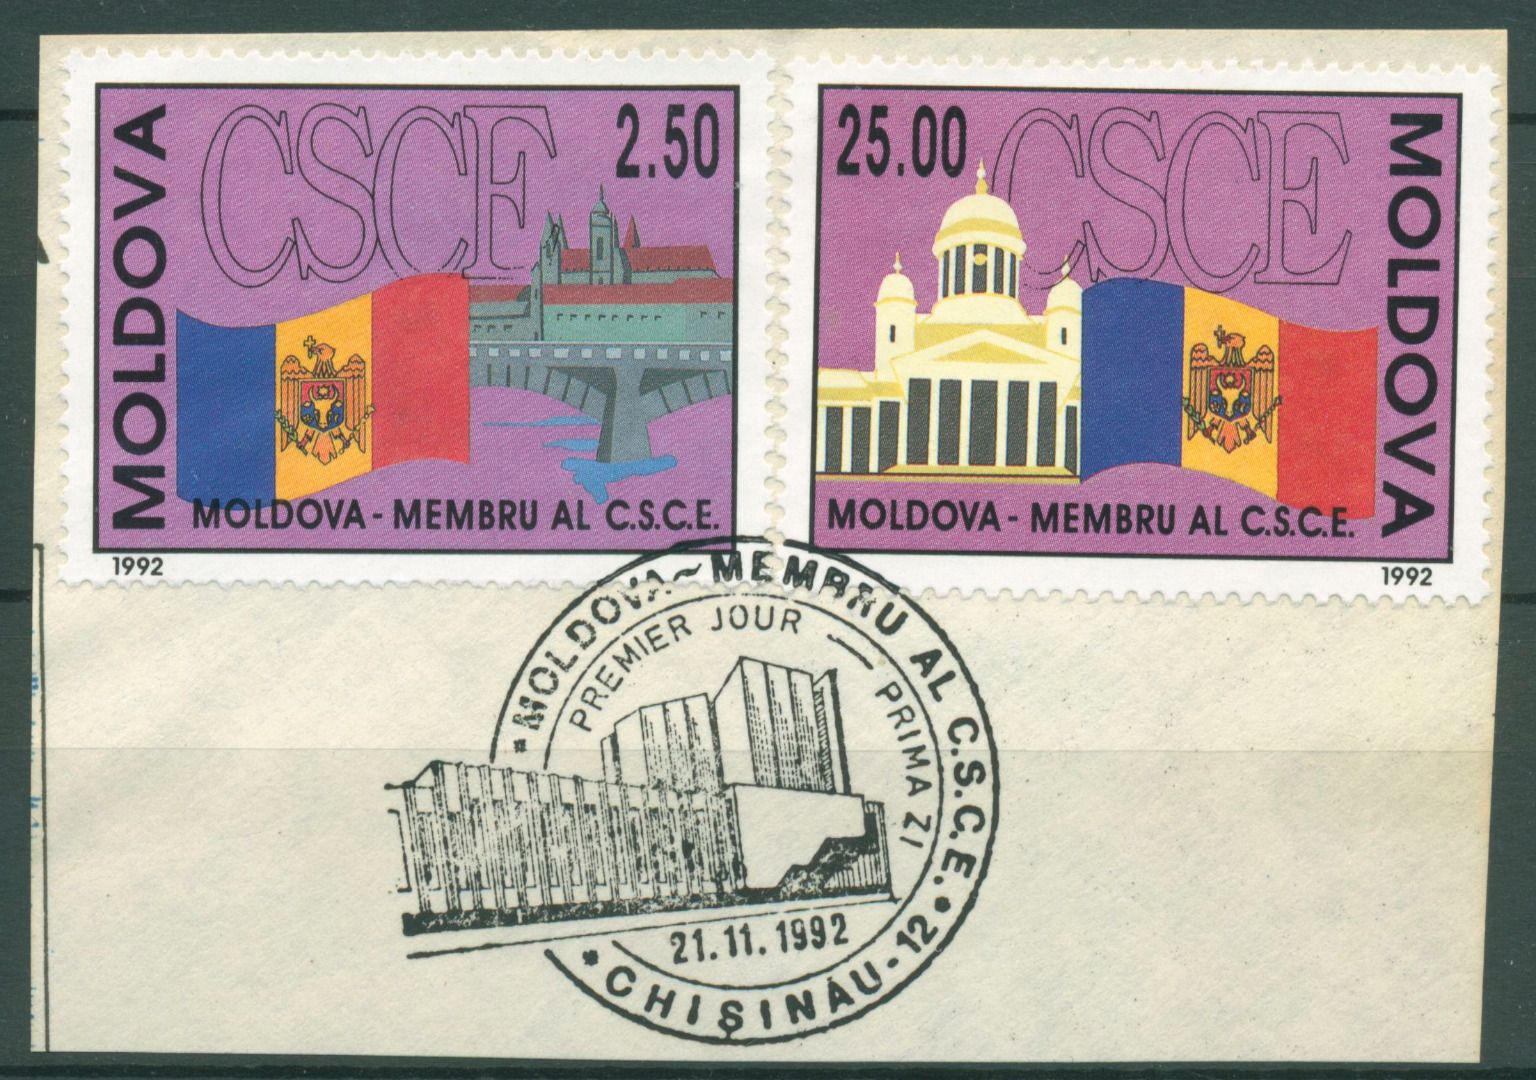 MOLDOVA
CSCE
2.50
MOLDOVA - MEMBRU AL C.S.C.E.
1992
25.00
CSCE
MOLDOVA
MOLDOVA - MEMBRU AL C.S.C.E.
1992
* MOLDOVA ~ MEMBRU AL C.S.C.E. *
PREMIER JOUR — PRIMA ZI
21.11.1992
* CHIŞINĂU - 12 *